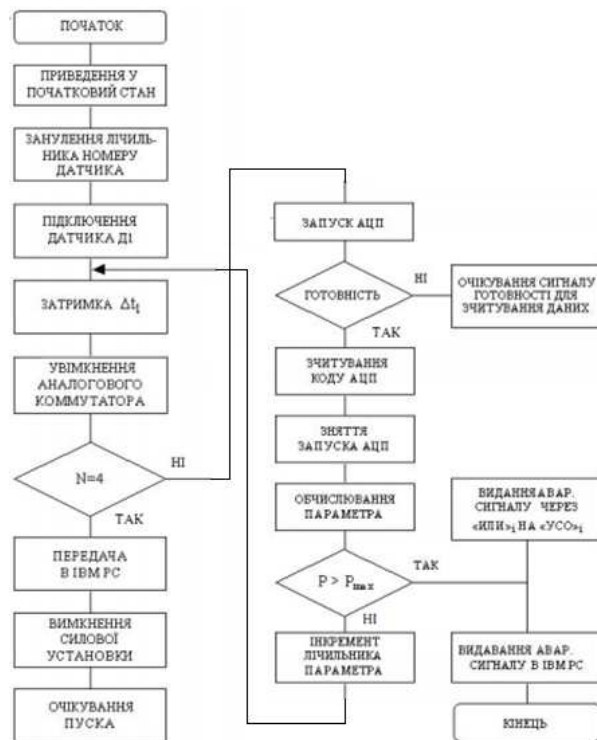 ПОЧАТОК
ПРИВЕДЕННЯ У
ПОЧАТКОВИЙ СТАН
ЗАНУЛЕННЯ ЛІЧИЛЬ-
НИКА НОМЕРУ
ДАТЧИКА
ПІДКЛЮЧЕННЯ
ДАТЧИКА Д1
ЗАТРИМКА Δti
УВІМКНЕННЯ
АНАЛОГОВОГО
КОММУТАТОРА
N=4
НІ
ТАК
ПЕРЕДАЧА
В IBM PC
ВИМКНЕННЯ
СИЛОВОЇ
УСТАНОВКИ
ОЧІКУВАННЯ
ПУСКА
ЗАПУСК АЦП
ГОТОВНІСТЬ
НІ
ОЧІКУВАННЯ СИГНАЛУ
ГОТОВНОСТІ ДЛЯ
ЗЧИТУВАННЯ ДАНИХ
ТАК
ЗЧИТУВАННЯ
КОДУ АЦП
ЗНЯТТЯ
ЗАПУСКА АЦП
ОБЧИСЛЮВАННЯ
ПАРАМЕТРА
P > Pmax
ТАК
НІ
ІНКРЕМЕНТ
ЛІЧИЛЬНИКА
ПАРАМЕТРА
ВИДАННЯ АВАР.
СИГНАЛУ ЧЕРЕЗ
«ИЛИ»i НА «УСО»i
ВИДАВАННЯ АВАР.
СИГНАЛУ В IBM PC
КІНЕЦЬ